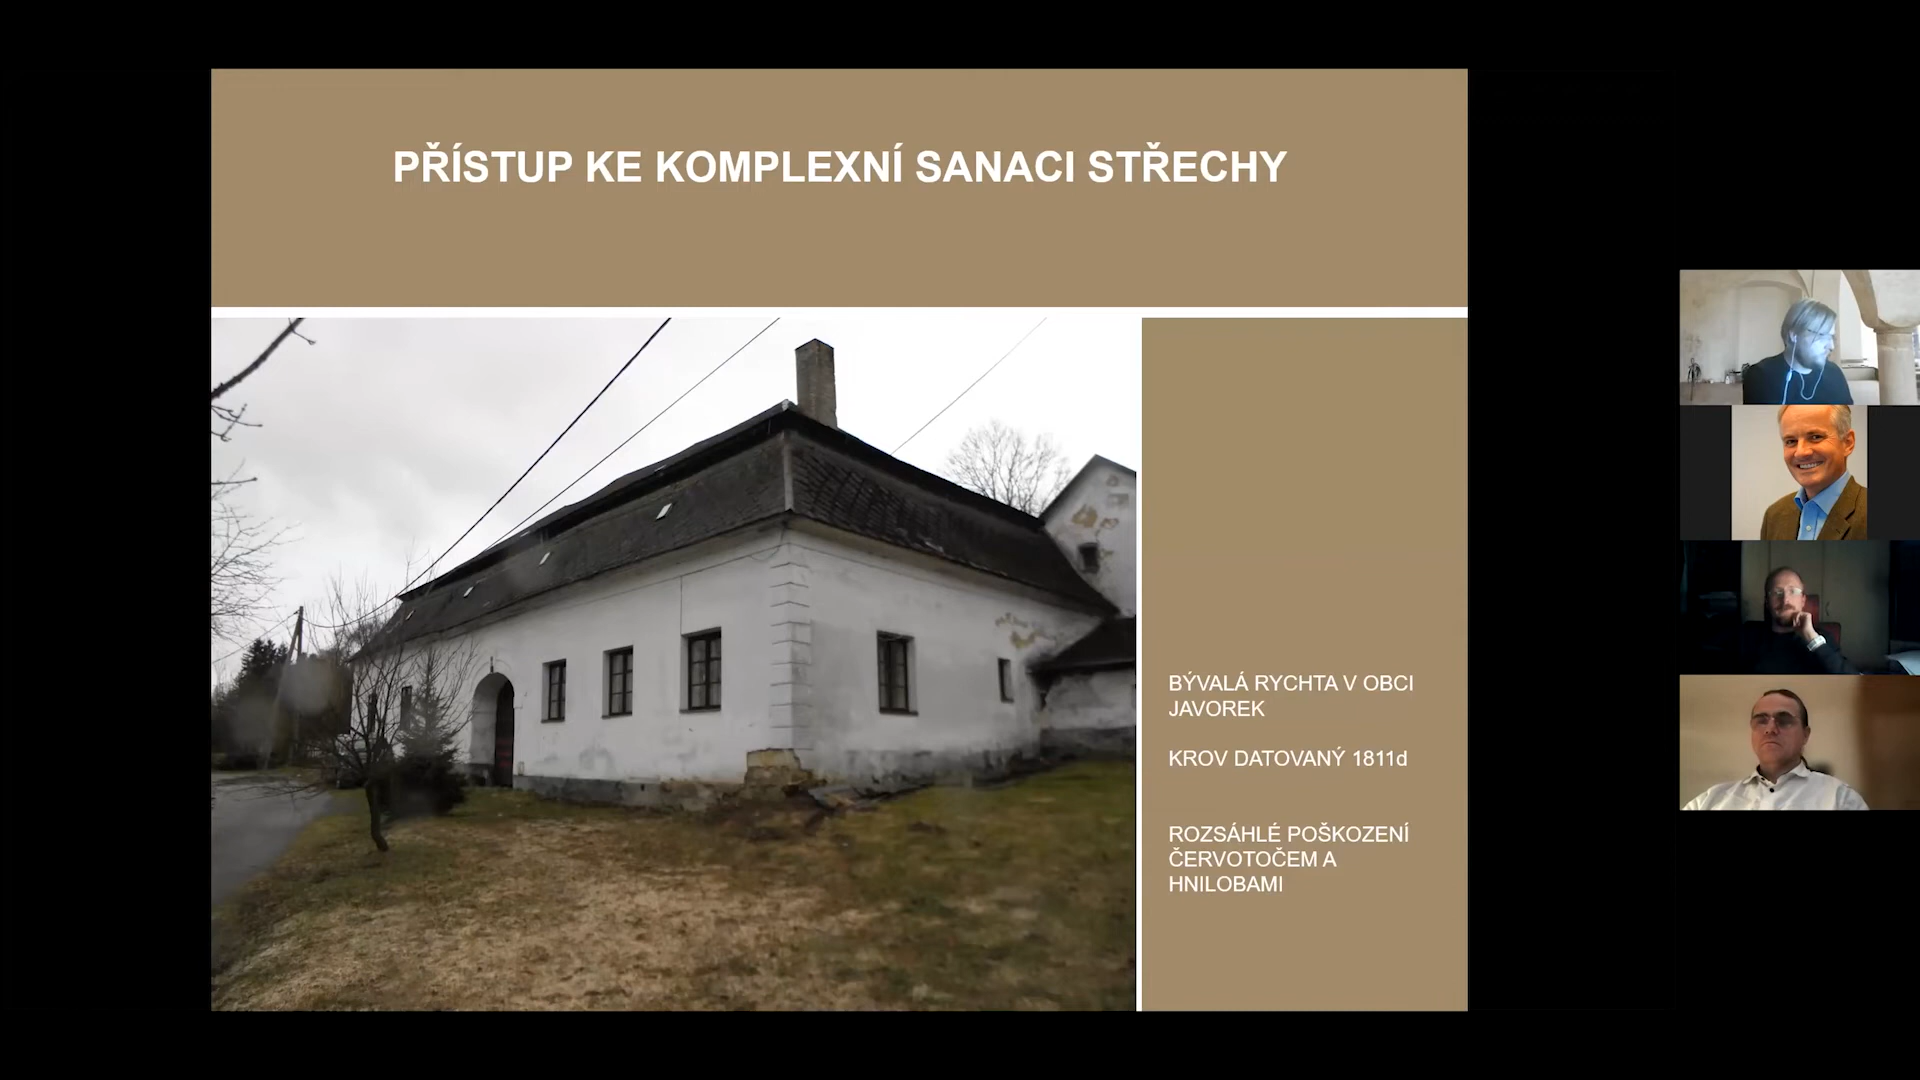 PŘÍSTUP KE KOMPLEXNÍ SANACI STŘECHY
BÝVALÁ RYCHTA V OBCI
JAVOREK
KROV DATOVANÝ 1811d
ROZSÁHLÉ POŠKOZENÍ
ČERVOTOČEM A
HNILOBAMI